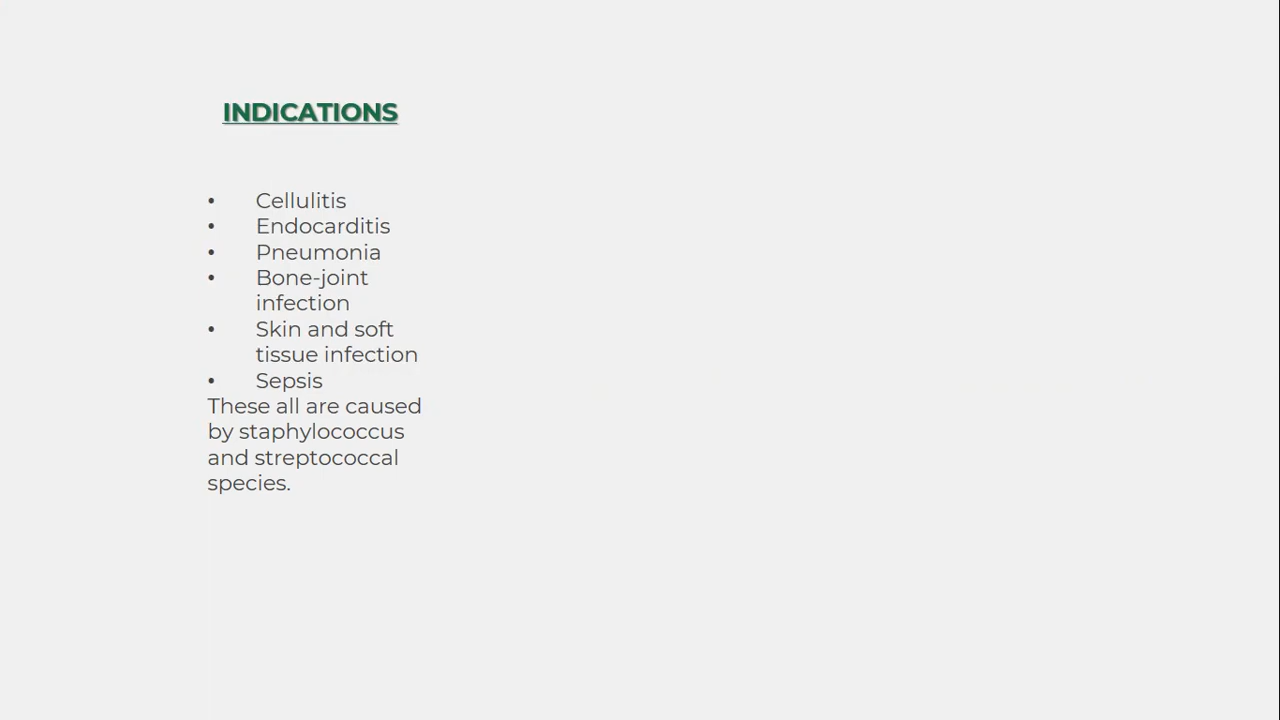 INDICATIONS
• Cellulitis
• Endocarditis
• Pneumonia
• Bone-joint
infection
• Skin and soft
tissue infection
• Sepsis
These all are caused
by staphylococcus
and streptococcal
species.